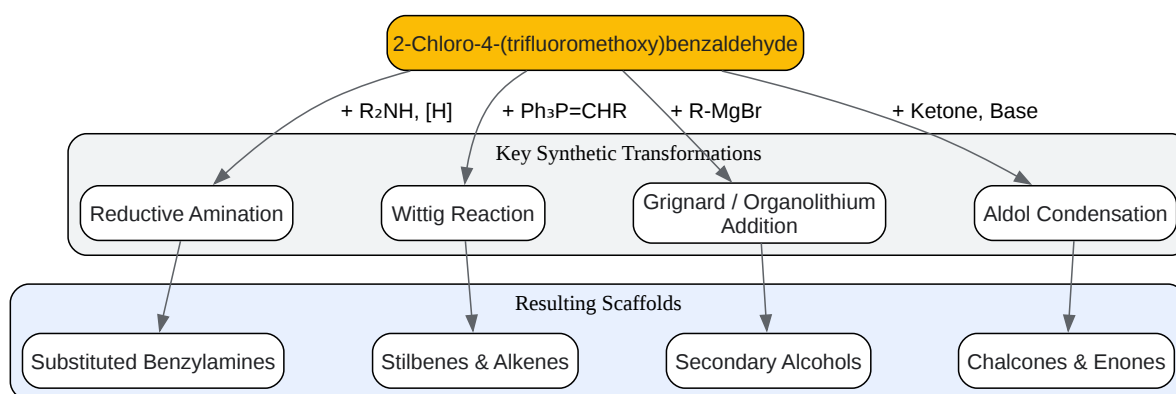 2-Chloro-4-(trifluoromethoxy)benzaldehyde
+ R₂NH, [H]
+ Ph₃P=CHR
+ R-MgBr
+ Ketone, Base
Key Synthetic Transformations
Reductive Amination
Wittig Reaction
Grignard / Organolithium
Addition
Aldol Condensation
Resulting Scaffolds
Substituted Benzylamines
Stilbenes & Alkenes
Secondary Alcohols
Chalcones & Enones